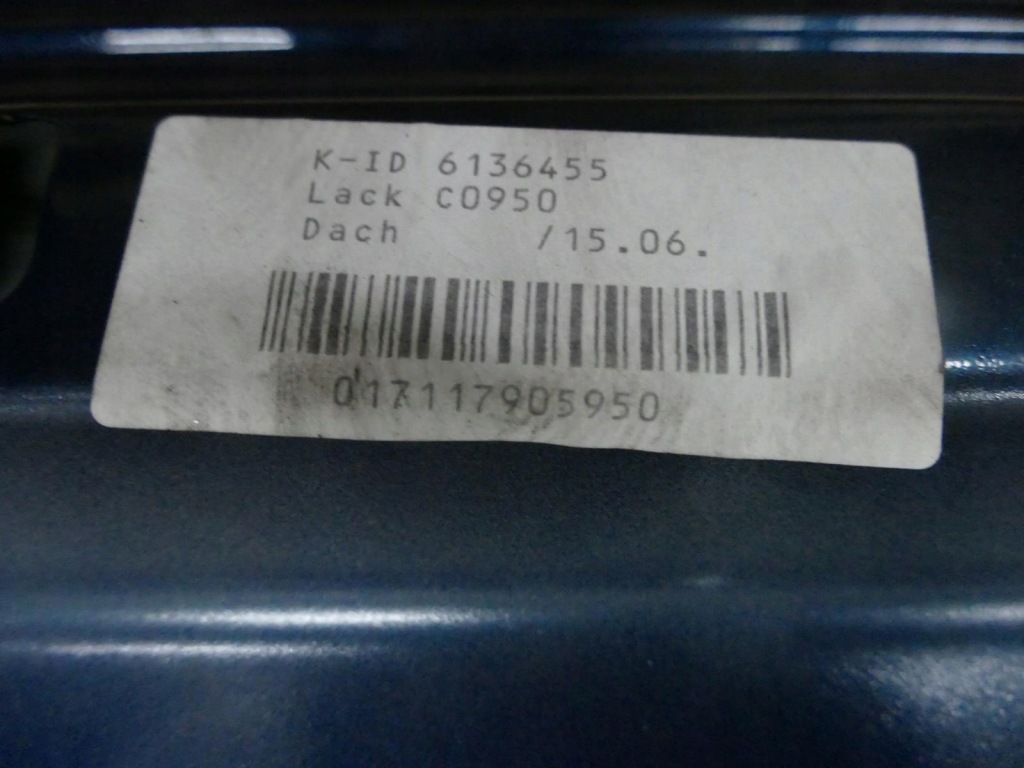 K-ID 6136455
Lack C0950
Dach /15.06.
017117905950